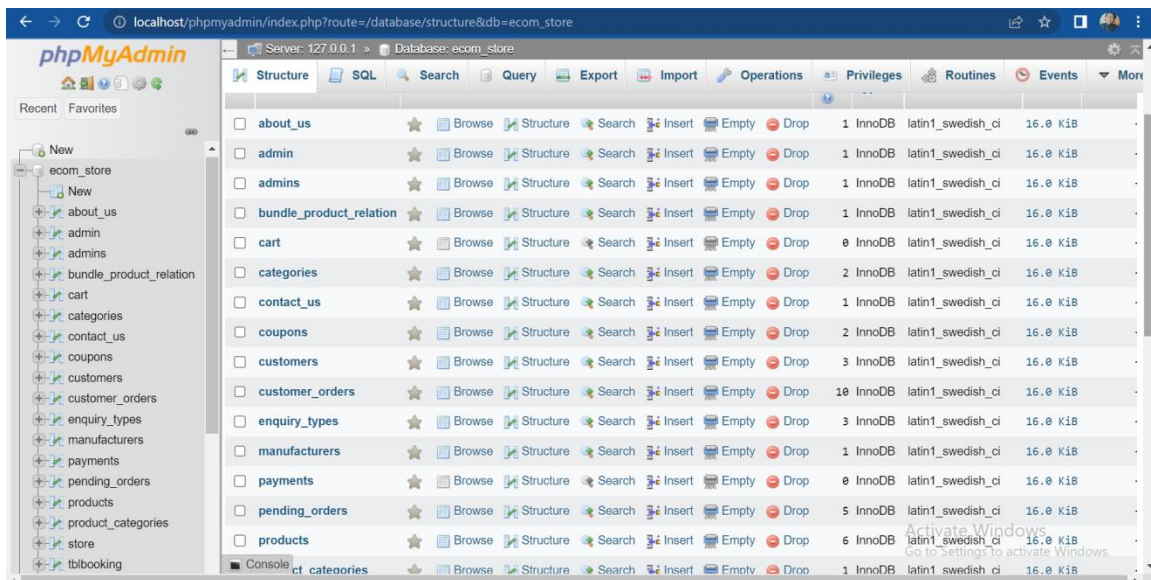 localhost/phpmyadmin/index.php?route=/database/structure&db=ecom_store
phpMyAdmin
Recent Favorites
New
ecom_store
New
about_us
admin
admins
bundle_product_relation
cart
categories
contact_us
coupons
customers
customer_orders
enquiry_types
manufacturers
payments
pending_orders
products
product_categories
store
tblbooking
Server: 127.0.0.1 » Database: ecom_store
Structure SQL Search Query Export Import Operations Privileges Routines Events More
about_us Browse Structure Search Insert Empty Drop 1 InnoDB latin1_swedish_ci 16.0 KiB -
admin Browse Structure Search Insert Empty Drop 1 InnoDB latin1_swedish_ci 16.0 KiB -
admins Browse Structure Search Insert Empty Drop 1 InnoDB latin1_swedish_ci 16.0 KiB -
bundle_product_relation Browse Structure Search Insert Empty Drop 1 InnoDB latin1_swedish_ci 16.0 KiB -
cart Browse Structure Search Insert Empty Drop 0 InnoDB latin1_swedish_ci 16.0 KiB -
categories Browse Structure Search Insert Empty Drop 2 InnoDB latin1_swedish_ci 16.0 KiB -
contact_us Browse Structure Search Insert Empty Drop 1 InnoDB latin1_swedish_ci 16.0 KiB -
coupons Browse Structure Search Insert Empty Drop 2 InnoDB latin1_swedish_ci 16.0 KiB -
customers Browse Structure Search Insert Empty Drop 3 InnoDB latin1_swedish_ci 16.0 KiB -
customer_orders Browse Structure Search Insert Empty Drop 10 InnoDB latin1_swedish_ci 16.0 KiB -
enquiry_types Browse Structure Search Insert Empty Drop 3 InnoDB latin1_swedish_ci 16.0 KiB -
manufacturers Browse Structure Search Insert Empty Drop 1 InnoDB latin1_swedish_ci 16.0 KiB -
payments Browse Structure Search Insert Empty Drop 0 InnoDB latin1_swedish_ci 16.0 KiB -
pending_orders Browse Structure Search Insert Empty Drop 5 InnoDB latin1_swedish_ci 16.0 KiB -
products Browse Structure Search Insert Empty Drop 6 InnoDB latin1_swedish_ci 16.0 KiB -
ct_categories Browse Structure Search Insert Empty Drop 1 InnoDB latin1_swedish_ci 16.0 KiB -
Console
Activate Windows
Go to Settings to activate Windows.